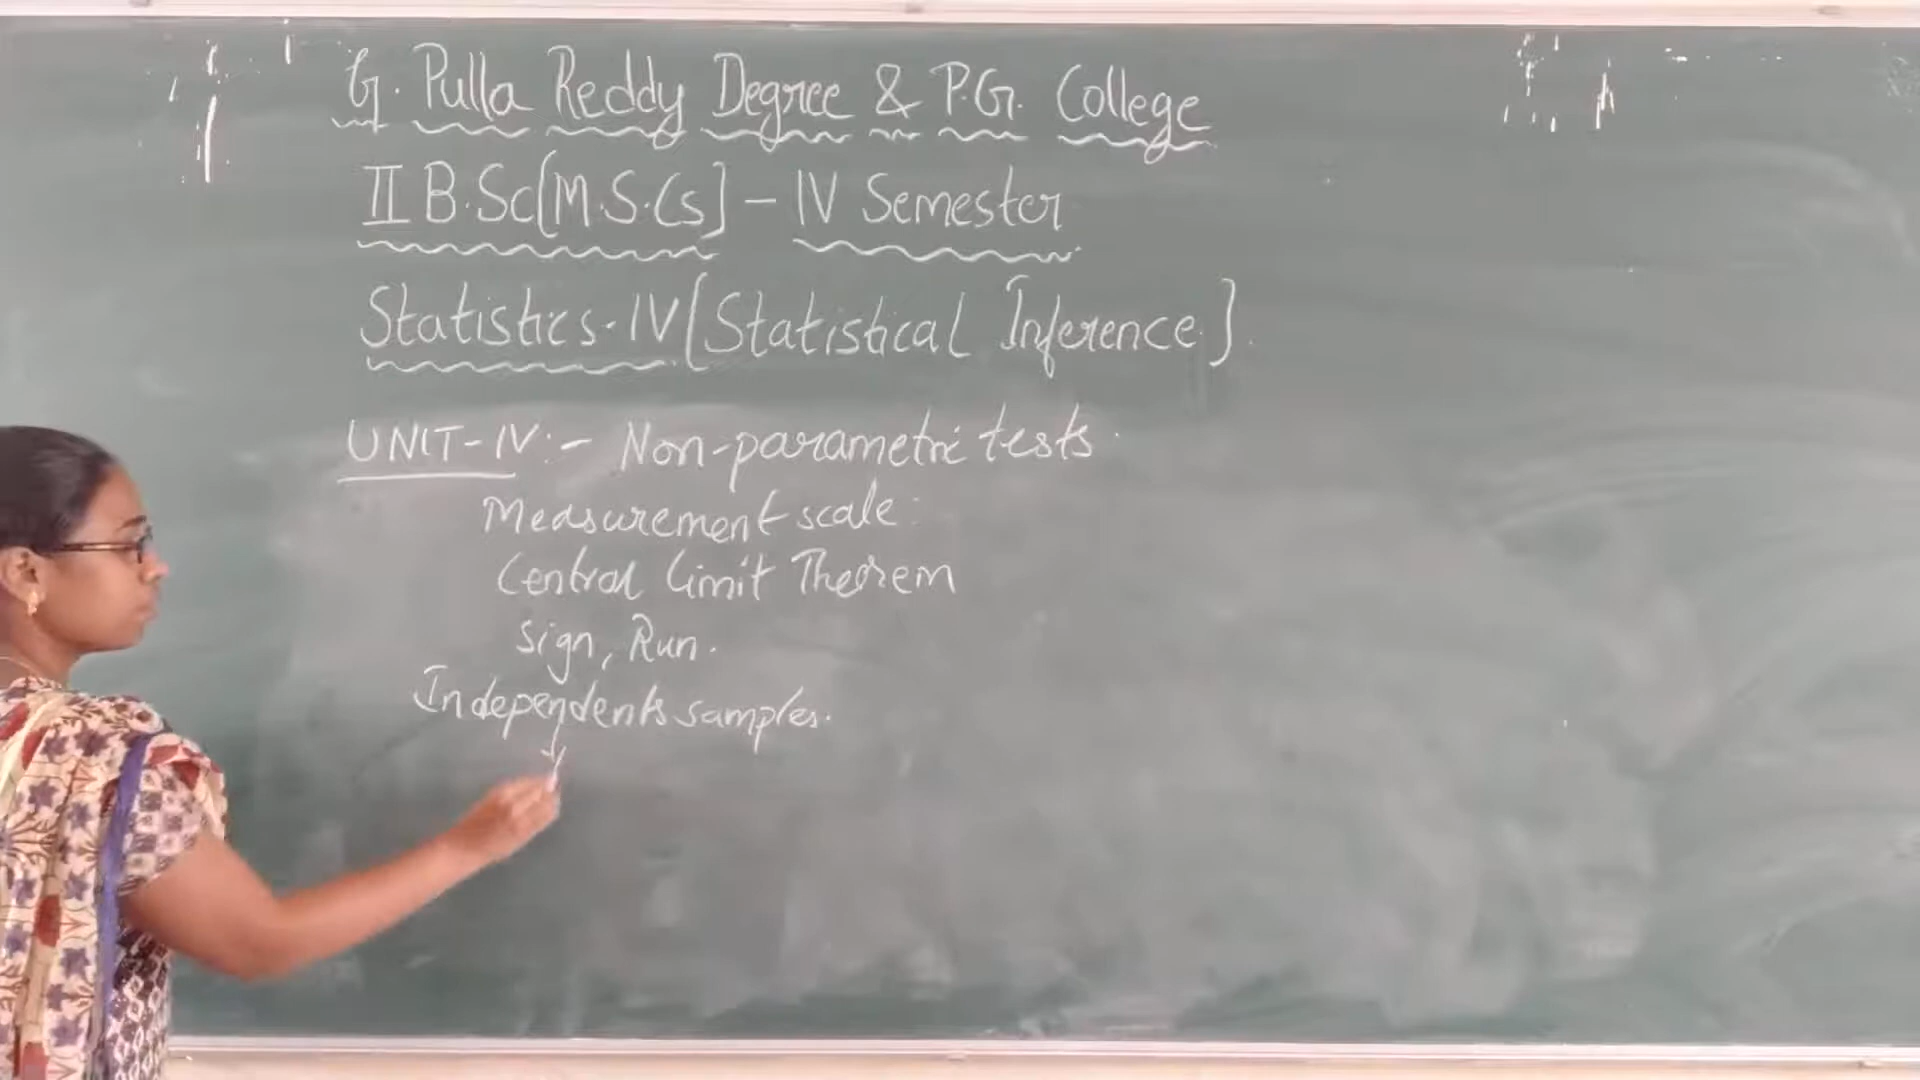 G. Pulla Reddy Degree & P.G. College
II B.Sc[M.S.Cs] - IV Semester
Statistics-IV [Statistical Inference].
UNIT-IV:- Non-parametric tests.
Measurement scale:
Central limit Theorem
Sign, Run.
Independents samples.